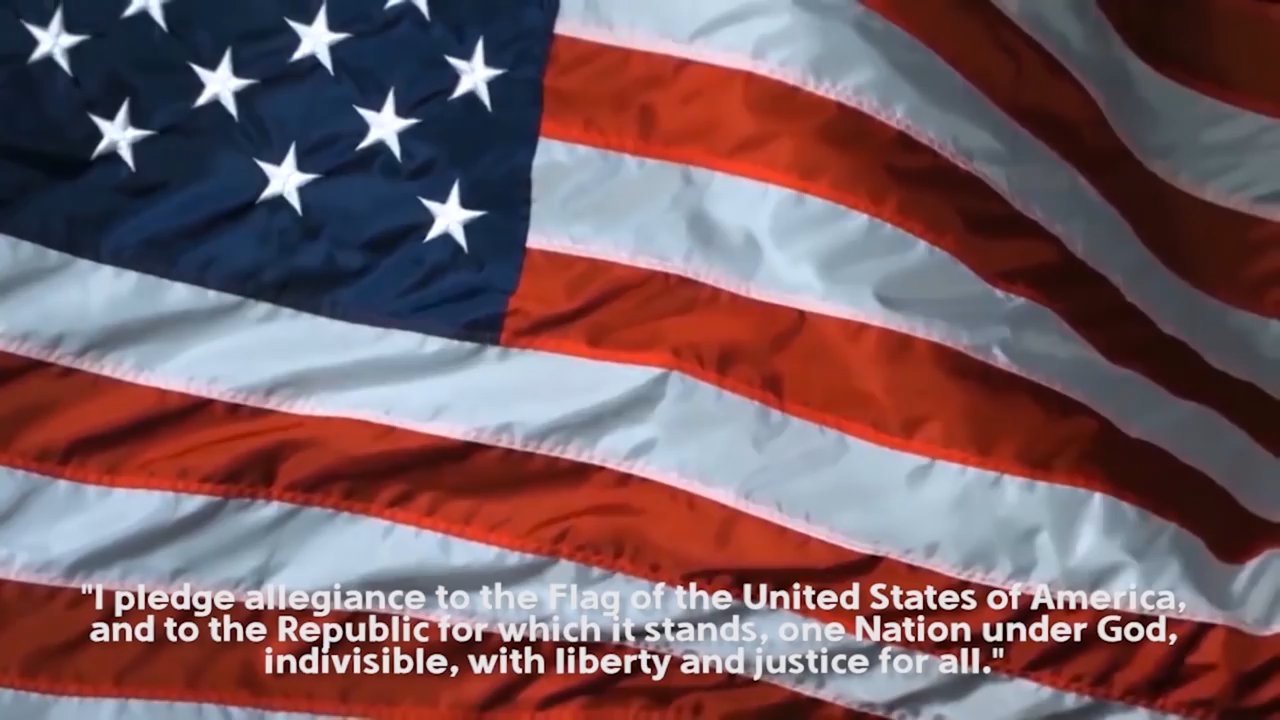 "I pledge allegiance to the Flag of the United States of America,
and to the Republic for which it stands, one Nation under God,
indivisible, with liberty and justice for all."